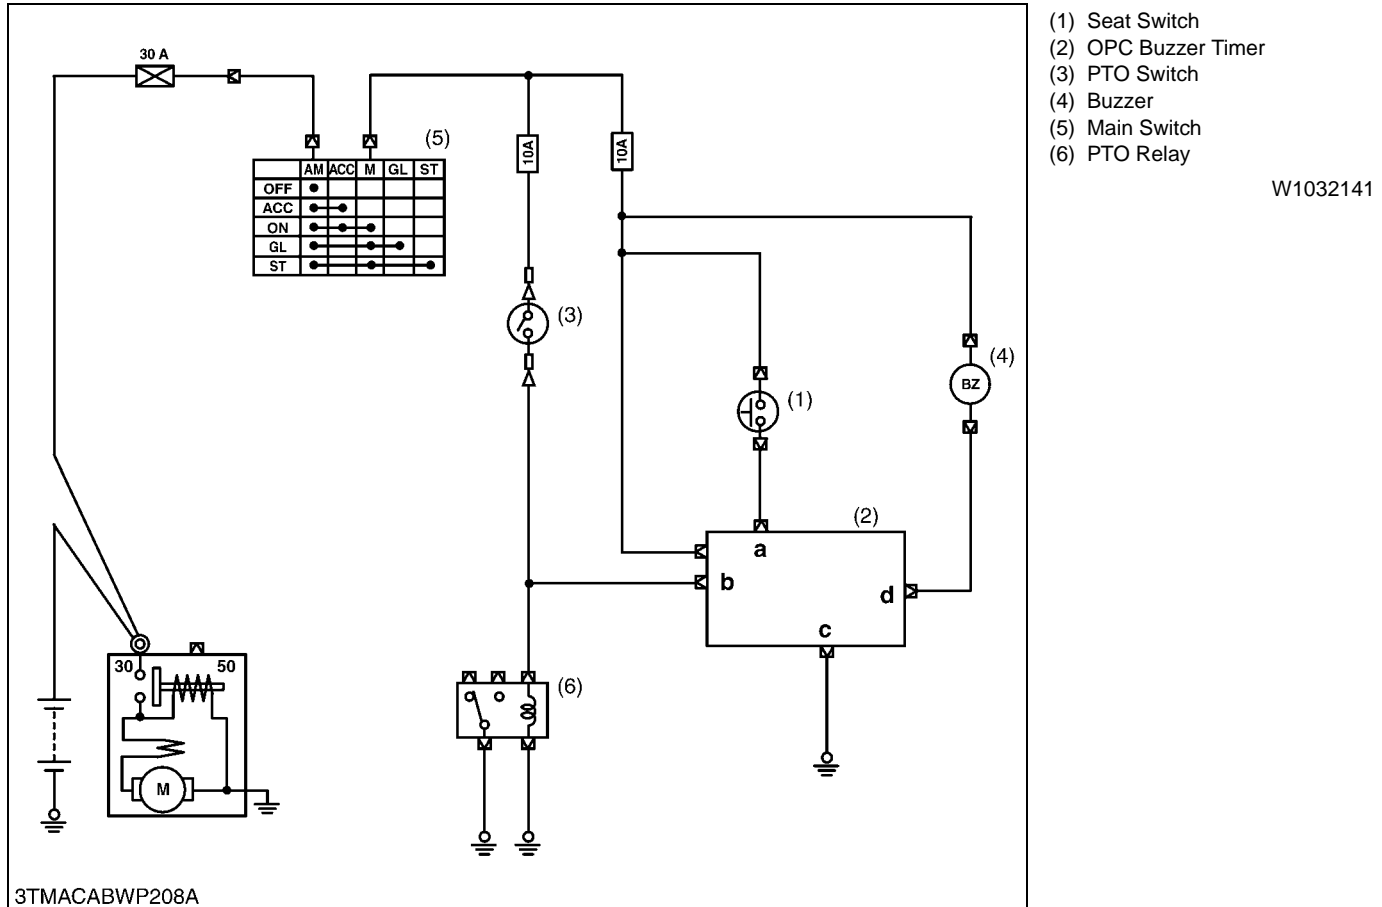 (1) Seat Switch
(2) OPC Buzzer Timer
(3) PTO Switch
(4) Buzzer
(5) Main Switch
(6) PTO Relay
W1032141
30 A
(5)
10A
10A
AM ACC M GL ST
OFF
ACC
ON
GL
ST
(3)
(4)
BZ
(1)
(2)
a
b
d
c
30 50
M
(6)
3TMACABWP208A